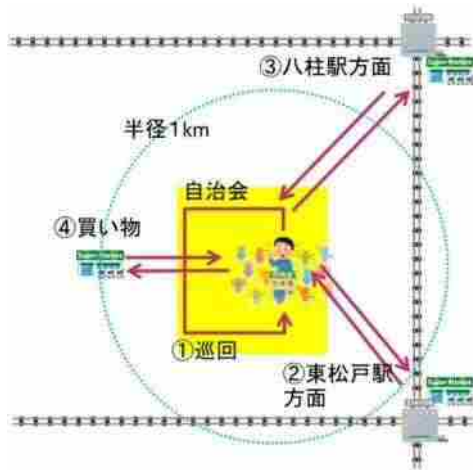 ③八柱駅方面
半径1km
自治会
④買い物
①巡回
②東松戸駅
方面